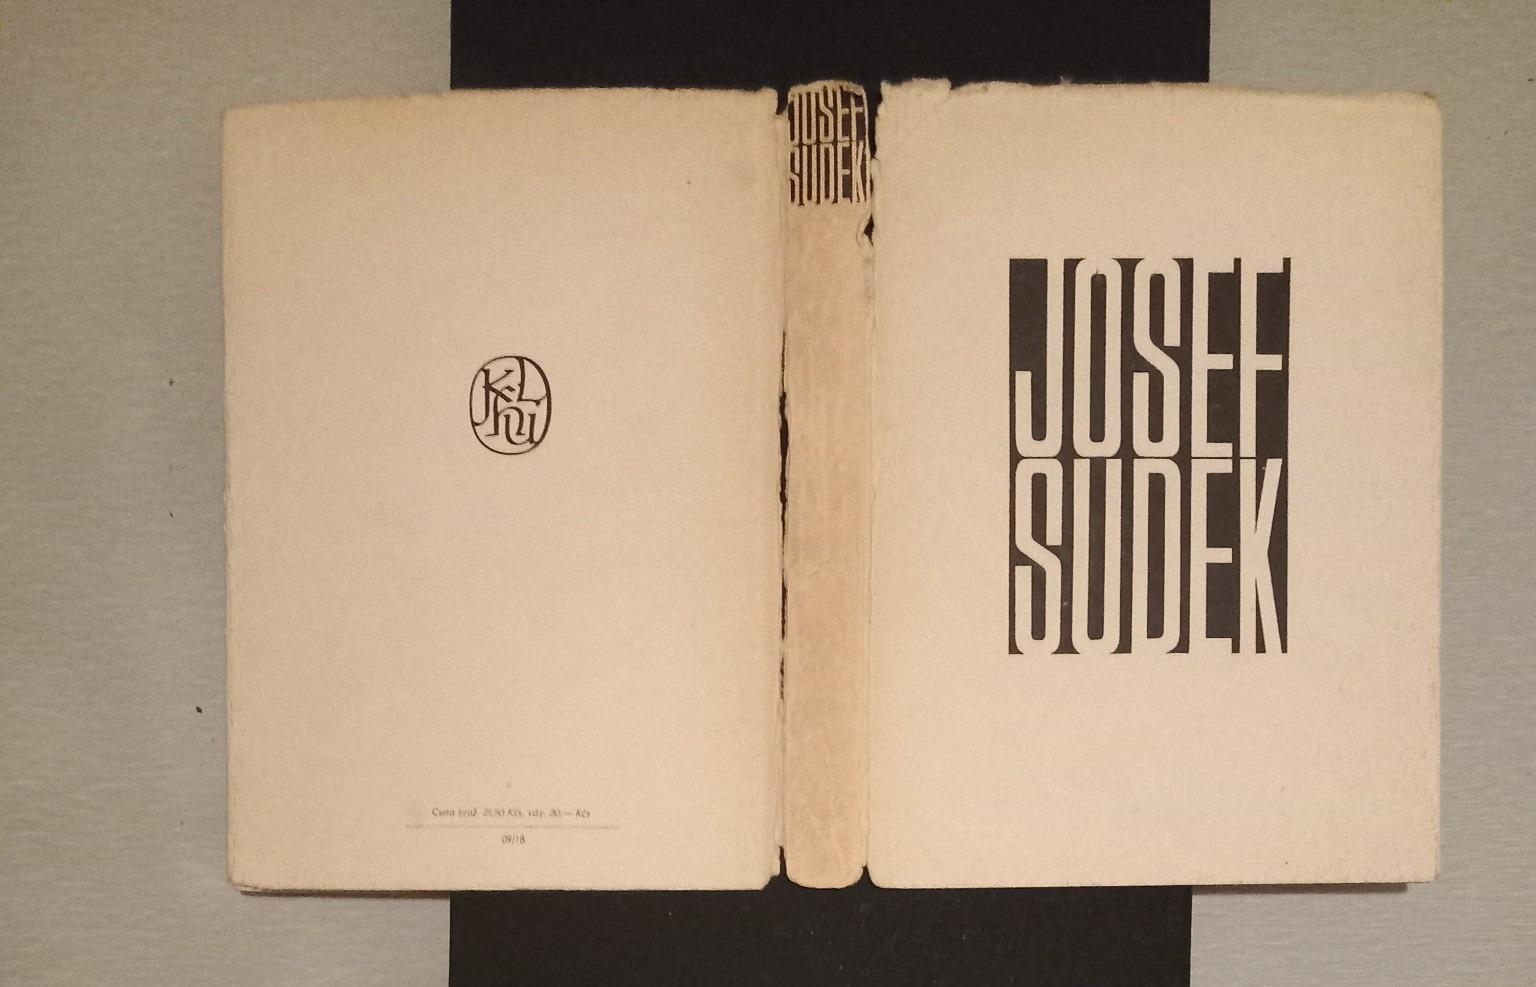 JOSEF
SUDEK
JOSEF
SUDEK
Cena brož. 21,50 Kčs, váz. 30,— Kčs
09/18